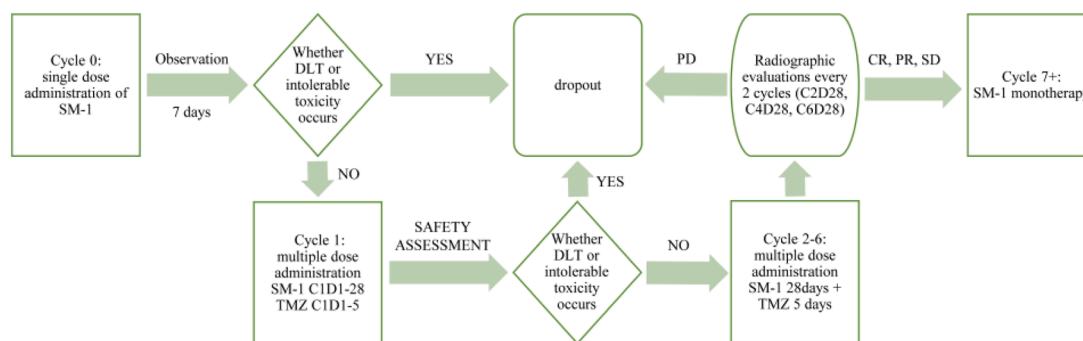 Cycle 0:
single dose
administration of
SM-1
Observation
7 days
Whether
DLT or
intolerable
toxicity
occurs
YES
dropout
PD
Radiographic
evaluations every
2 cycles (C2D28,
C4D28, C6D28)
CR, PR, SD
Cycle 7+:
SM-1 monotherap
NO
YES
Cycle 1:
multiple dose
administration
SM-1 C1D1-28
TMZ C1D1-5
SAFETY
ASSESSMENT
Whether
DLT or
intolerable
toxicity
occurs
NO
Cycle 2-6:
multiple dose
administration
SM-1 28days +
TMZ 5 days